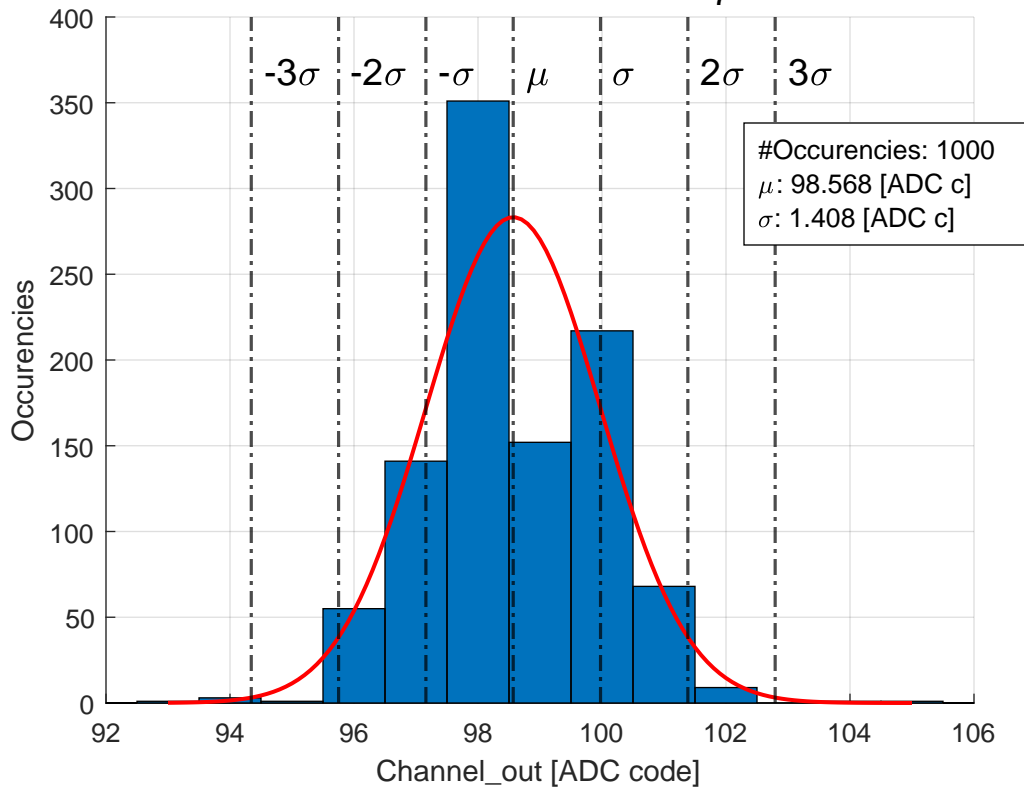 400
350
300
250
200
150
100
50
0
-3σ -2σ -σ μ σ 2σ 3σ
#Occurencies: 1000
μ: 98.568 [ADC c]
σ: 1.408 [ADC c]
Occurencies
92 94 96 98 100 102 104 106
Channel_out [ADC code]